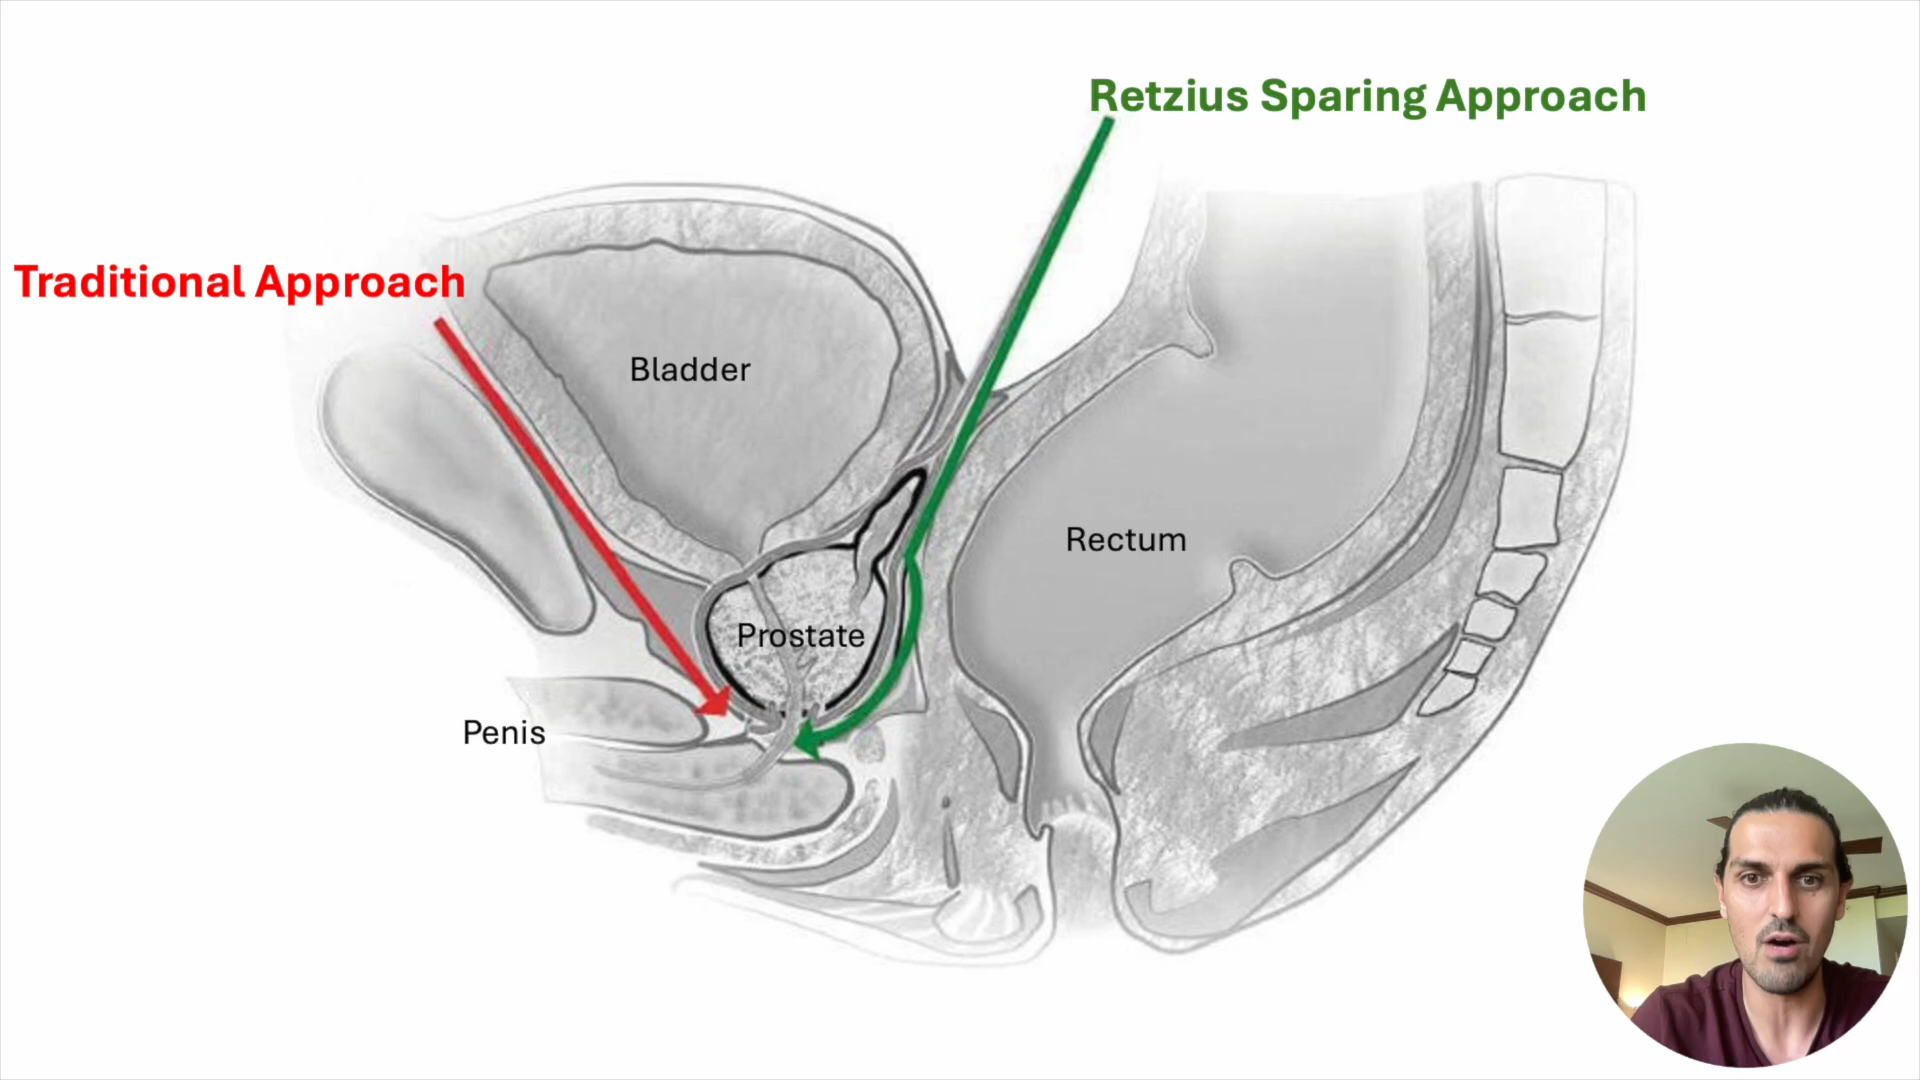 Retzius Sparing Approach
Traditional Approach
Bladder
Rectum
Prostate
Penis